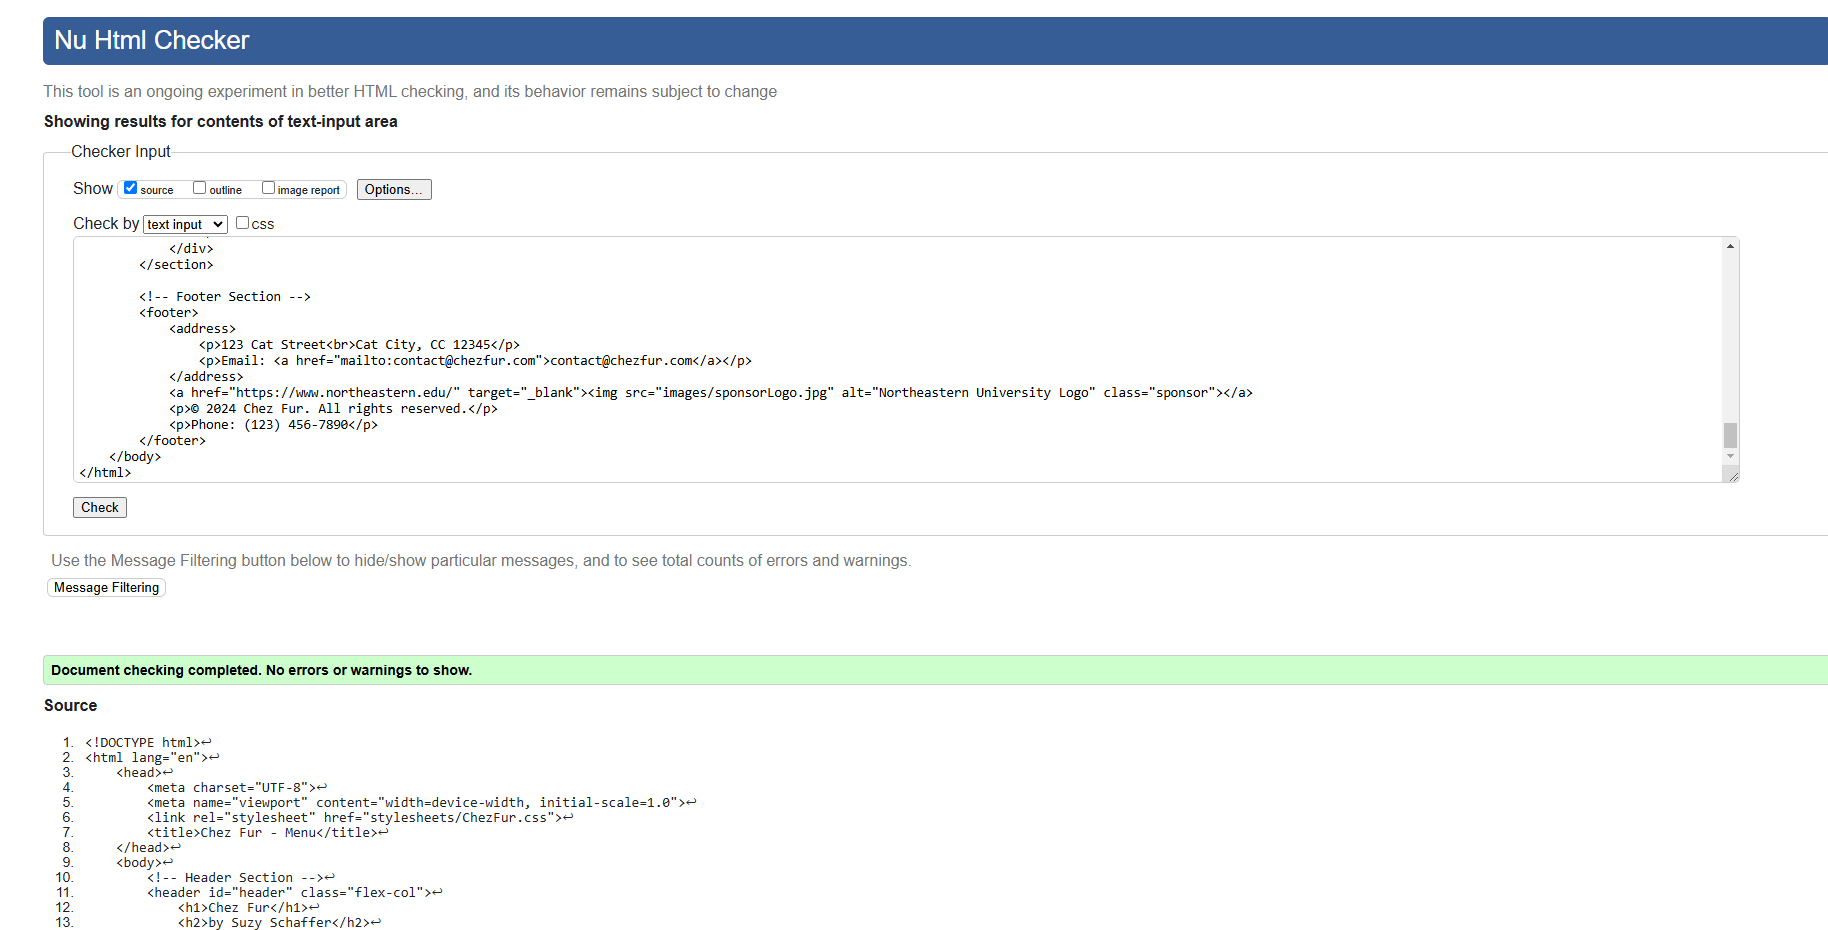 Nu Html Checker
This tool is an ongoing experiment in better HTML checking, and its behavior remains subject to change
Showing results for contents of text-input area
Checker Input
Show source outline image report Options...
Check by text input css
</div>
</section>
<!-- Footer Section -->
<footer>
<address>
<p>123 Cat Street<br>Cat City, CC 12345</p>
<p>Email: <a href="mailto:contact@chezfur.com">contact@chezfur.com</a></p>
</address>
<a href="https://www.northeastern.edu/" target="_blank"><img src="images/sponsorLogo.jpg" alt="Northeastern University Logo" class="sponsor"></a>
<p>© 2024 Chez Fur. All rights reserved.</p>
<p>Phone: (123) 456-7890</p>
</footer>
</body>
</html>
Check
Use the Message Filtering button below to hide/show particular messages, and to see total counts of errors and warnings.
Message Filtering
Document checking completed. No errors or warnings to show.
Source
1. <!DOCTYPE html>↩
2. <html lang="en">↩
3. <head>↩
4. <meta charset="UTF-8">↩
5. <meta name="viewport" content="width=device-width, initial-scale=1.0">↩
6. <link rel="stylesheet" href="stylesheets/ChezFur.css">↩
7. <title>Chez Fur - Menu</title>↩
8. </head>↩
9. <body>↩
10. <!-- Header Section -->↩
11. <header id="header" class="flex-col">↩
12. <h1>Chez Fur</h1>↩
13. <h2>by Suzy Schaffer</h2>↩